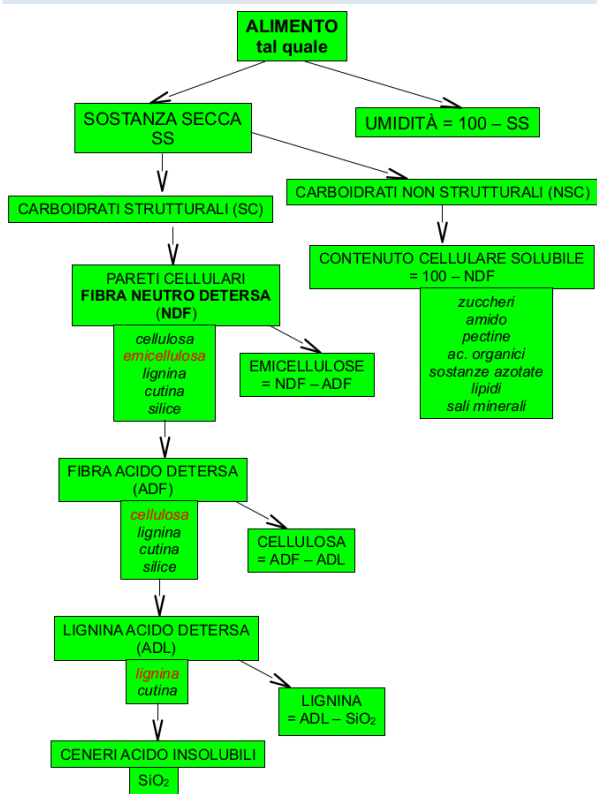 ALIMENTO
tal quale
SOSTANZA SECCA
SS
UMIDITÀ = 100 – SS
CARBOIDRATI STRUTTURALI (SC)
CARBOIDRATI NON STRUTTURALI (NSC)
PARETI CELLULARI
FIBRA NEUTRO DETERSA
(NDF)
cellulosa
emicellulosa
lignina
cutina
silice
CONTENUTO CELLULARE SOLUBILE
= 100 – NDF
zuccheri
amido
pectine
ac. organici
sostanze azotate
lipidi
sali minerali
EMICELLULOSE
= NDF – ADF
FIBRA ACIDO DETERSA
(ADF)
cellulosa
lignina
cutina
silice
CELLULOSA
= ADF – ADL
LIGNINA ACIDO DETERSA
(ADL)
lignina
cutina
LIGNINA
= ADL – SiO₂
CENERI ACIDO INSOLUBILI
SiO₂